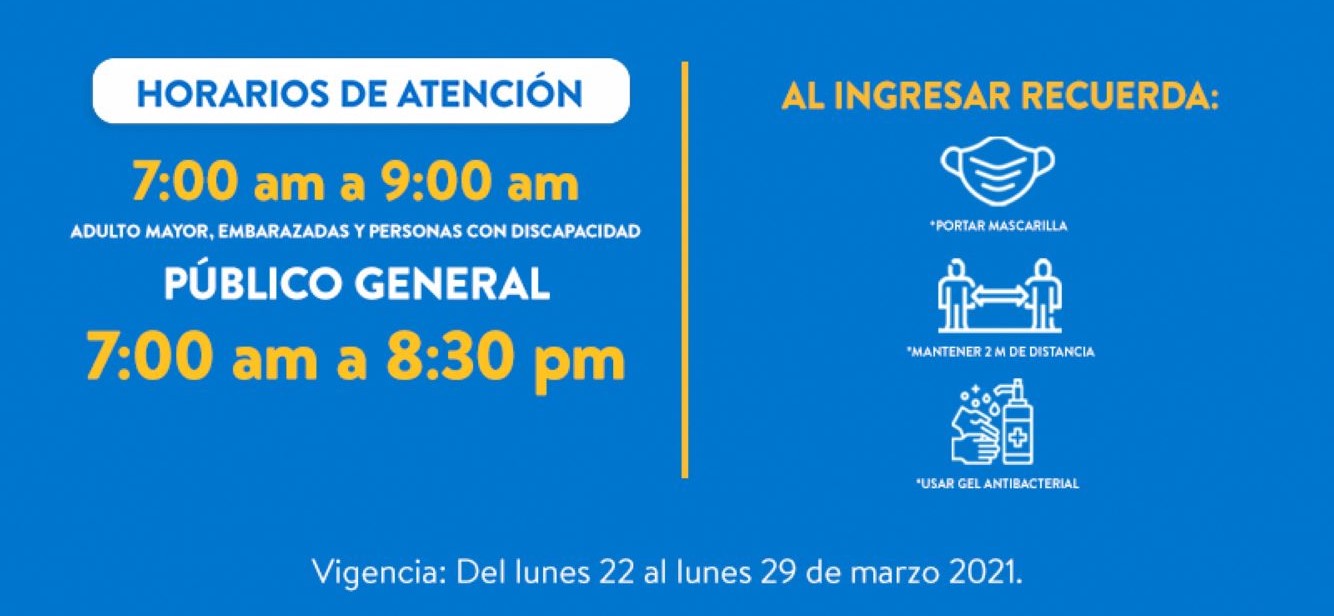 HORARIOS DE ATENCIÓN
7:00 am a 9:00 am
ADULTO MAYOR, EMBARAZADAS Y PERSONAS CON DISCAPACIDAD
PÚBLICO GENERAL
7:00 am a 8:30 pm
AL INGRESAR RECUERDA:
*PORTAR MASCARILLA
*MANTENER 2 M DE DISTANCIA
*USAR GEL ANTIBACTERIAL
Vigencia: Del lunes 22 al lunes 29 de marzo 2021.